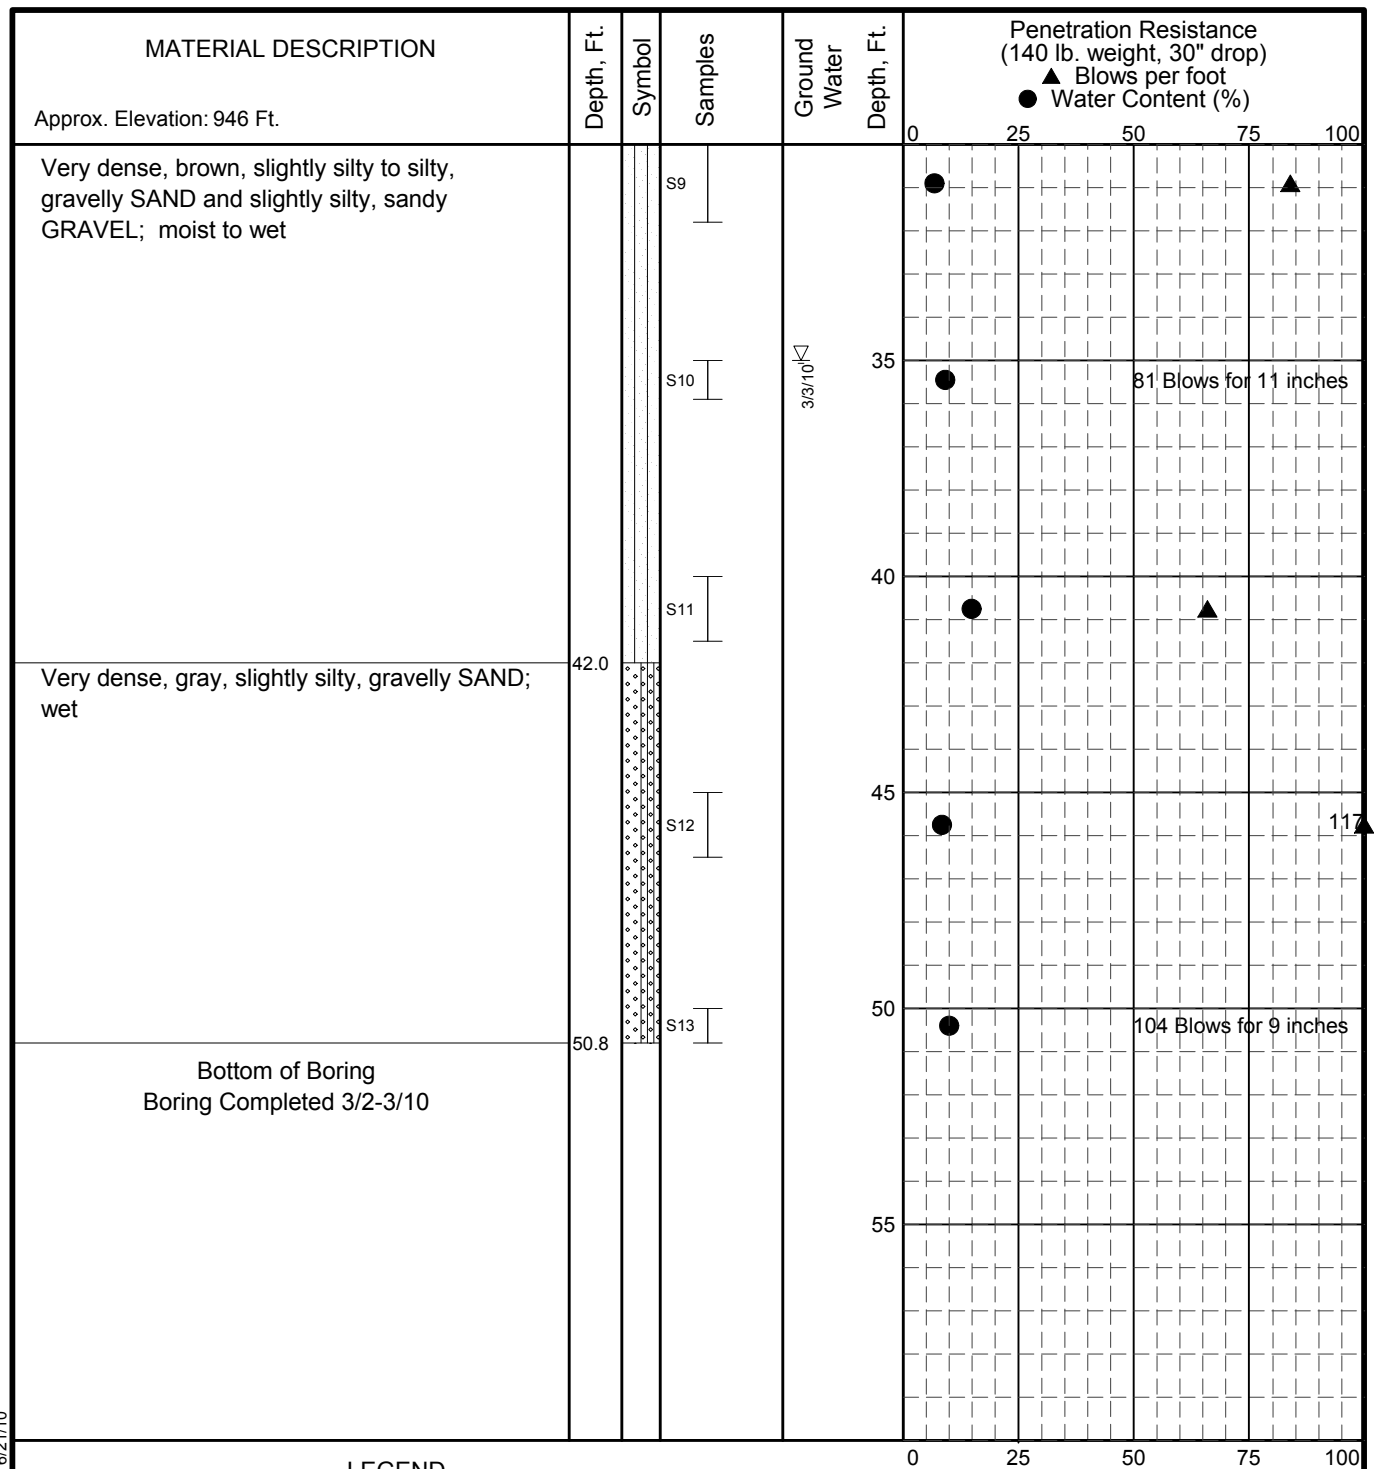 MATERIAL DESCRIPTION
Approx. Elevation: 946 Ft.
Depth, Ft.
Symbol
Samples
Ground
Water
Depth, Ft.
Penetration Resistance
(140 lb. weight, 30" drop)
▲ Blows per foot
● Water Content (%)
0 25 50 75 100
Very dense, brown, slightly silty to silty,
gravelly SAND and slightly silty, sandy
GRAVEL; moist to wet
S9
35
S10
3/3/10
81 Blows for 11 inches
40
S11
42.0
Very dense, gray, slightly silty, gravelly SAND;
wet
45
S12
117
50
S13
104 Blows for 9 inches
50.8
Bottom of Boring
Boring Completed 3/2-3/10
55
0 25 50 75 100
6/21/10
LEGEND